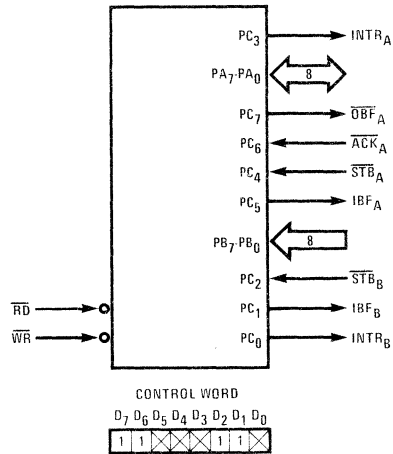 PC3 INTRA
PA7-PA0 8
PC7 OBFA
PC6 ACKA
PC4 STBA
PC5 IBFA
PB7-PB0 8
PC2 STBB
RD PC1 IBFB
WR PC0 INTRB
CONTROL WORD
D7 D6 D5 D4 D3 D2 D1 D0
1 1 1 1